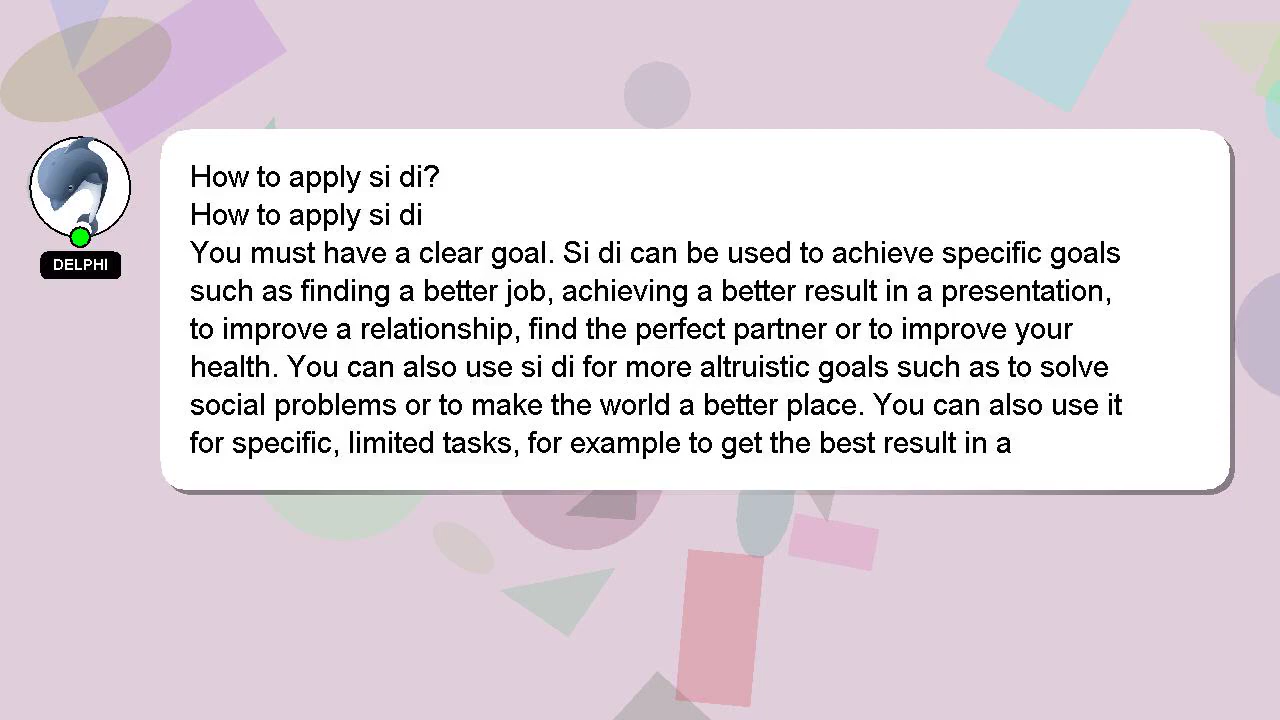 DELPHI
How to apply si di?
How to apply si di
You must have a clear goal. Si di can be used to achieve specific goals
such as finding a better job, achieving a better result in a presentation,
to improve a relationship, find the perfect partner or to improve your
health. You can also use si di for more altruistic goals such as to solve
social problems or to make the world a better place. You can also use it
for specific, limited tasks, for example to get the best result in a